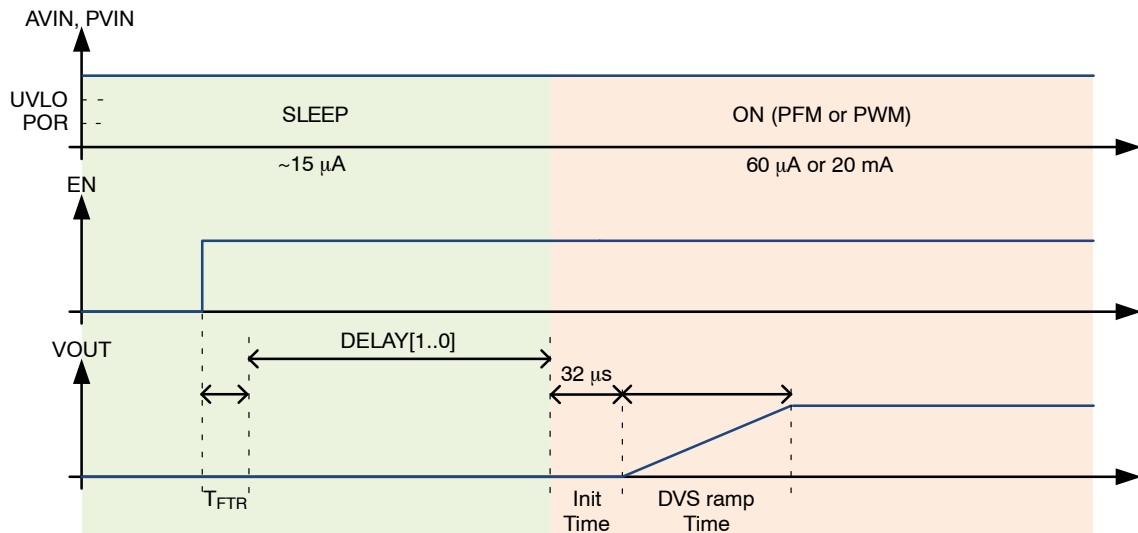 AVIN, PVIN
UVLO
POR
SLEEP
ON (PFM or PWM)
~15 μA
60 μA or 20 mA
EN
DELAY[1..0]
VOUT
32 μs
TFTR
Init
Time
DVS ramp
Time